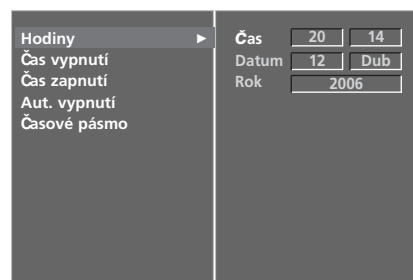 Hodiny ►
Čas vypnutí
Čas zapnutí
Aut. vypnutí
Časové pásmo
Čas 20 14
Datum 12 Dub
Rok 2006